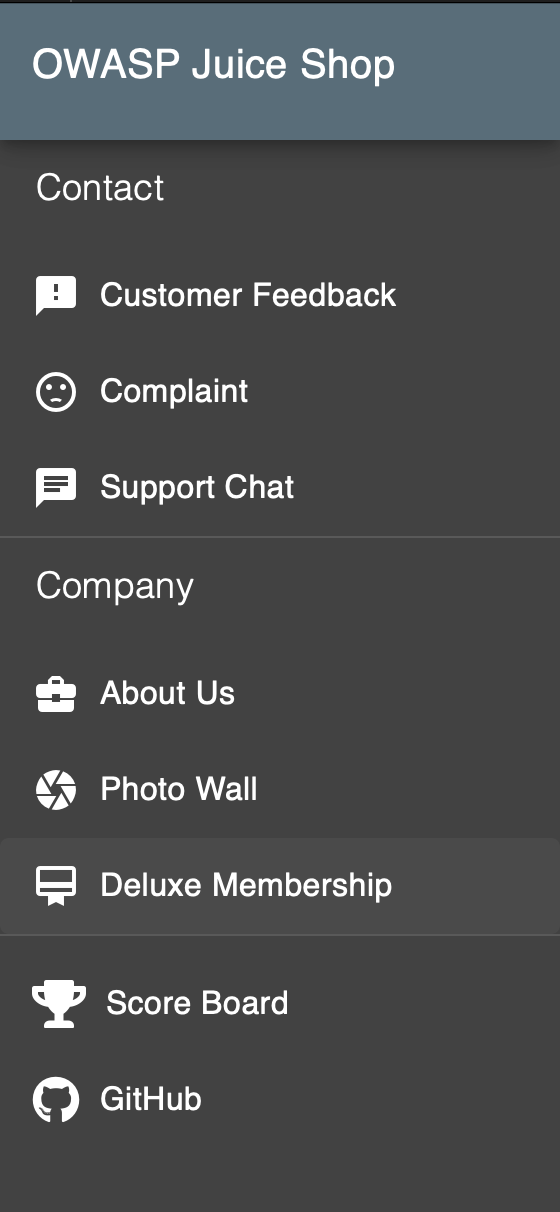 OWASP Juice Shop
Contact
Customer Feedback
Complaint
Support Chat
Company
About Us
Photo Wall
Deluxe Membership
Score Board
GitHub